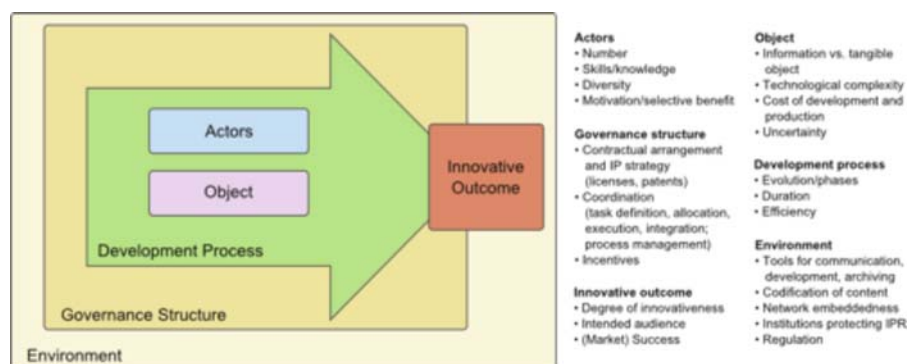 Actors
Object
Innovative
Outcome
Development Process
Governance Structure
Environment
Actors
• Number
• Skills/knowledge
• Diversity
• Motivation/selective benefit
Governance structure
• Contractual arrangement
and IP strategy
(licenses, patents)
• Coordination
(task definition, allocation,
execution, integration;
process management)
• Incentives
Innovative outcome
• Degree of innovativeness
• Intended audience
• (Market) Success
Object
• Information vs. tangible
object
• Technological complexity
• Cost of development and
production
• Uncertainty
Development process
• Evolution/phases
• Duration
• Efficiency
Environment
• Tools for communication,
development, archiving
• Codification of content
• Network embeddedness
• Institutions protecting IPR
• Regulation